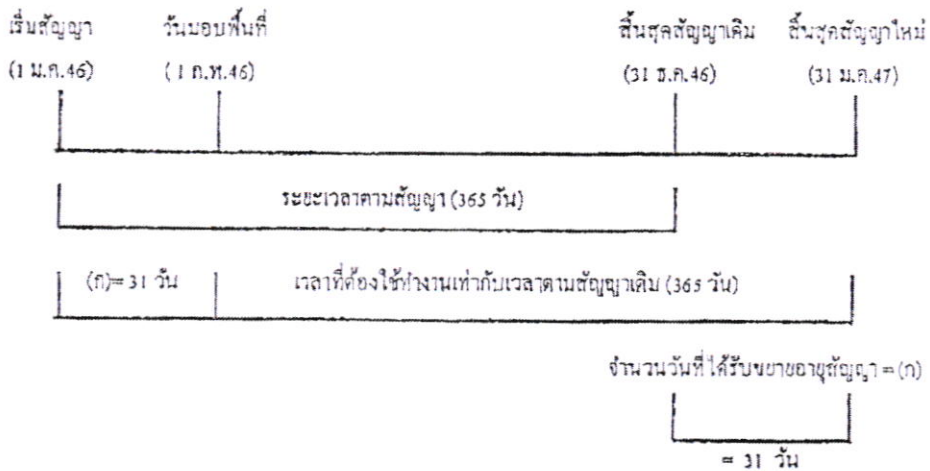 เริ่มสัญญา วันมอบพื้นที่ สิ้นสุดสัญญาเดิม สิ้นสุดสัญญาใหม่
(1 ม.ค.46) (1 ก.พ.46) (31 ธ.ค.46) (31 ม.ค.47)
ระยะเวลาตามสัญญา (365 วัน)
(ก)= 31 วัน เวลาที่ต้องใช้ทำงานเท่ากับเวลาตามสัญญาเดิม (365 วัน)
จำนวนวันที่ได้รับขยายอายุสัญญา = (ก)
= 31 วัน